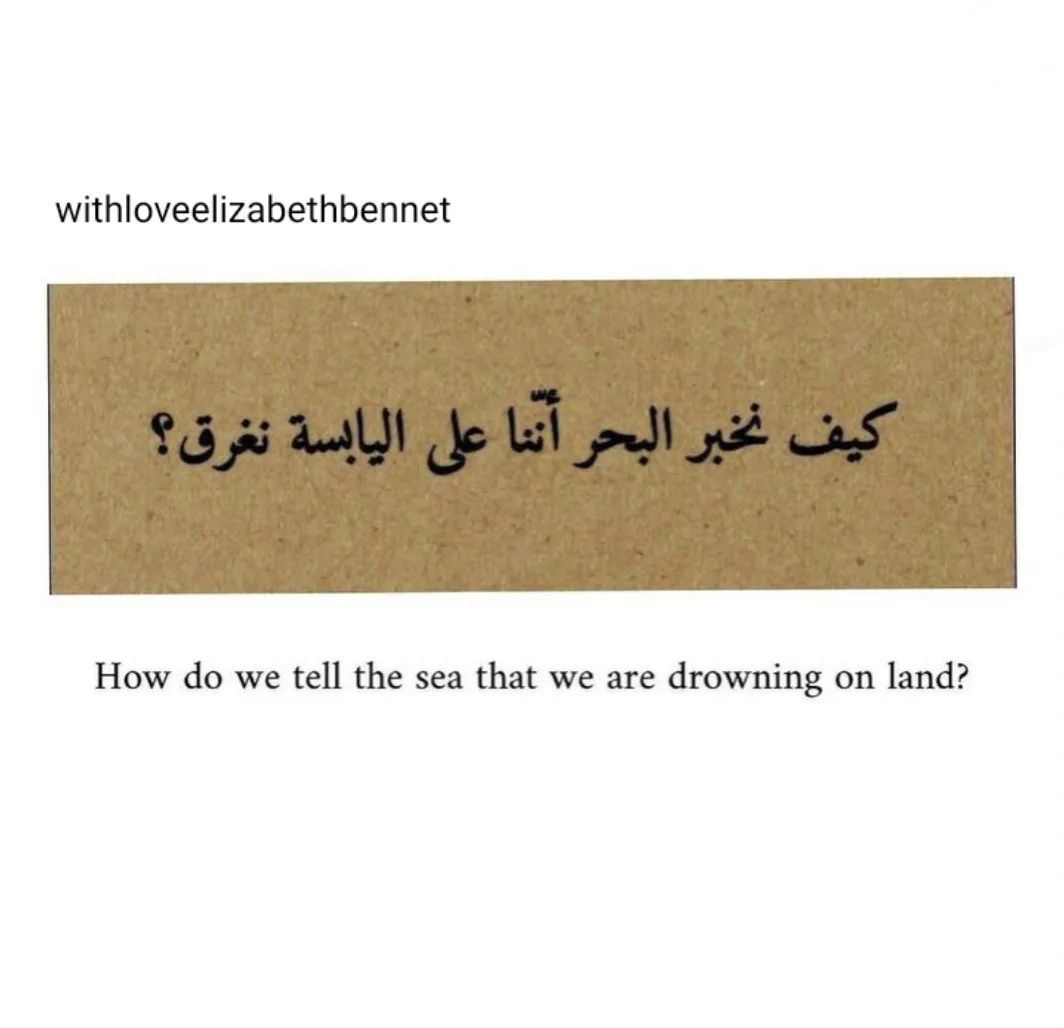 withloveelizabethbennet
كيف نخبر البحر أنّنا على اليابسة نغرق؟
How do we tell the sea that we are drowning on land?